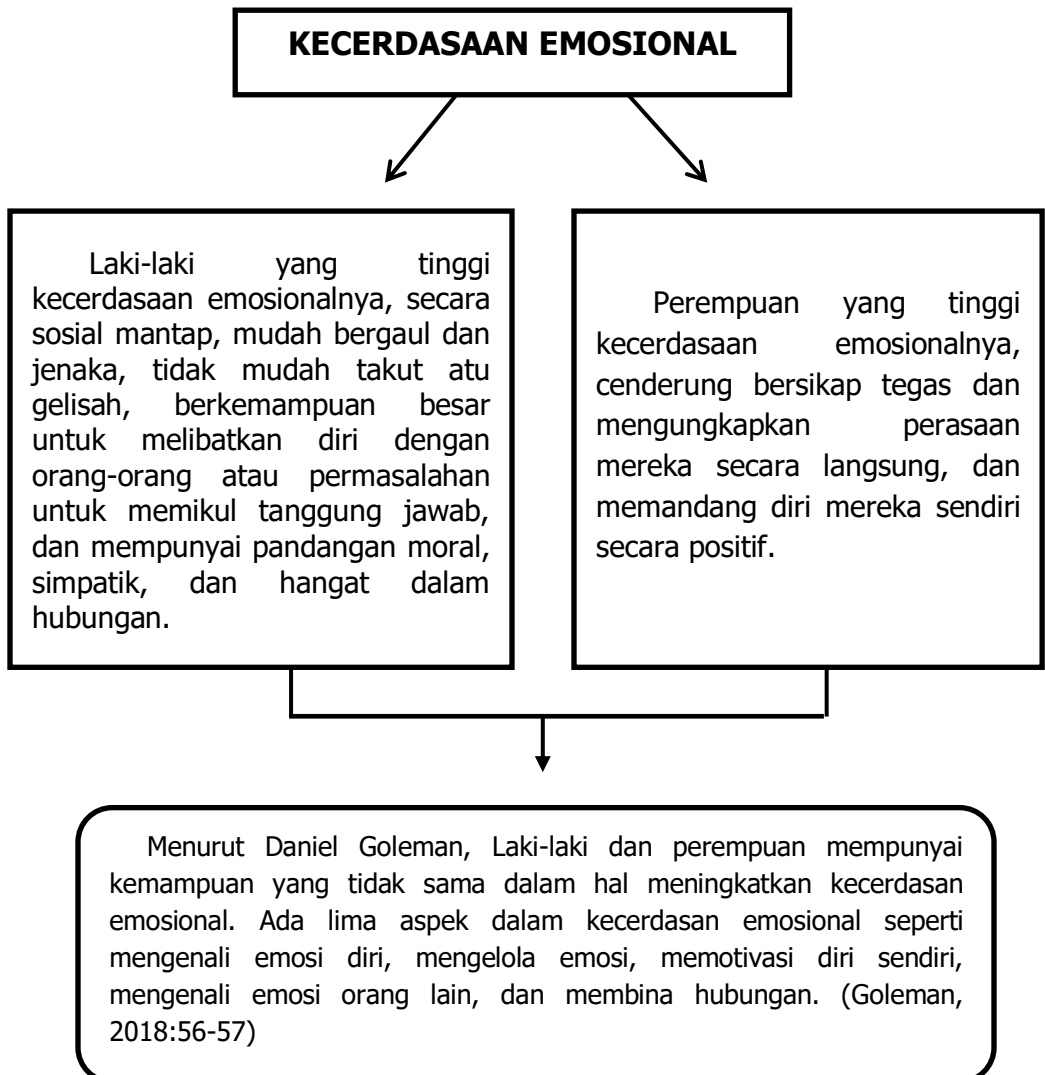 KECERDASAAN EMOSIONAL
Laki-laki yang tinggi
kecerdasaan emosionalnya, secara
sosial mantap, mudah bergaul dan
jenaka, tidak mudah takut atu
gelisah, berkemampuan besar
untuk melibatkan diri dengan
orang-orang atau permasalahan
untuk memikul tanggung jawab,
dan mempunyai pandangan moral,
simpatik, dan hangat dalam
hubungan.
Perempuan yang tinggi
kecerdasaan emosionalnya,
cenderung bersikap tegas dan
mengungkapkan perasaan
mereka secara langsung, dan
memandang diri mereka sendiri
secara positif.
Menurut Daniel Goleman, Laki-laki dan perempuan mempunyai
kemampuan yang tidak sama dalam hal meningkatkan kecerdasan
emosional. Ada lima aspek dalam kecerdasan emosional seperti
mengenali emosi diri, mengelola emosi, memotivasi diri sendiri,
mengenali emosi orang lain, dan membina hubungan. (Goleman,
2018:56-57)